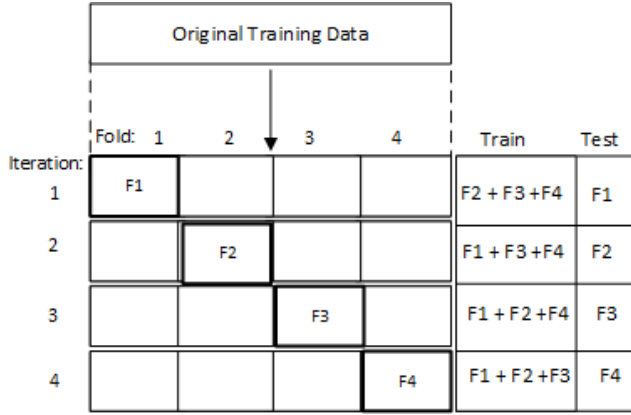 Original Training Data
Fold: 1 2 3 4 Train Test
Iteration:
1 F1 F2 + F3 +F4 F1
2 F2 F1 + F3 +F4 F2
3 F3 F1 + F2 +F4 F3
4 F4 F1 + F2 +F3 F4